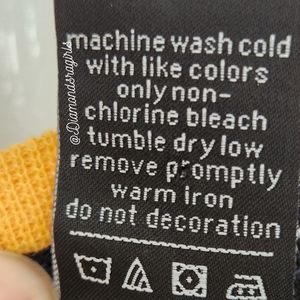 machine wash cold
with like colors
only non-
chlorine bleach
tumble dry low
remove promptly
warm iron
do not decoration
@Diamondsragirls